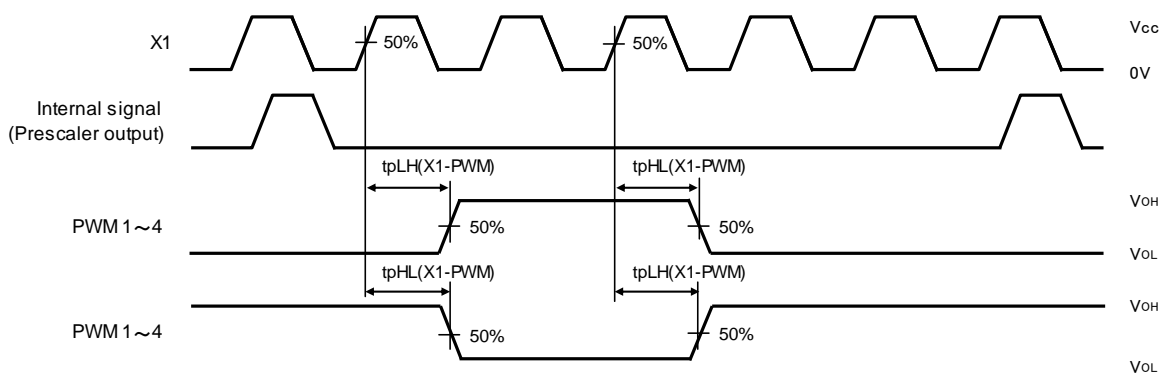 X1
50%
50%
Vcc
0V
Internal signal
(Prescaler output)
tpLH(X1-PWM)
tpHL(X1-PWM)
PWM 1～4
50%
50%
VOH
VOL
tpHL(X1-PWM)
tpLH(X1-PWM)
PWM 1～4
50%
50%
VOH
VOL